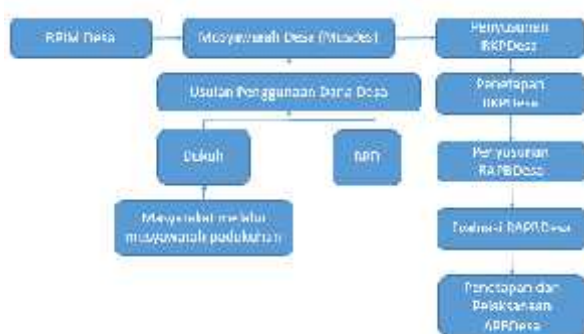 RPJM Desa
Musyawarah Desa (Musdes)
Penyusunan
RKPDesa
Usulan Penggunaan Dana Desa
Penetapan
RKPDesa
Dukuh
BPD
Penyusunan
RAPBDesa
Masyarakat melalui
musyawarah padukuhan
Evaluasi RAPBDesa
Penetapan dan
Pelaksanaan
APBDesa